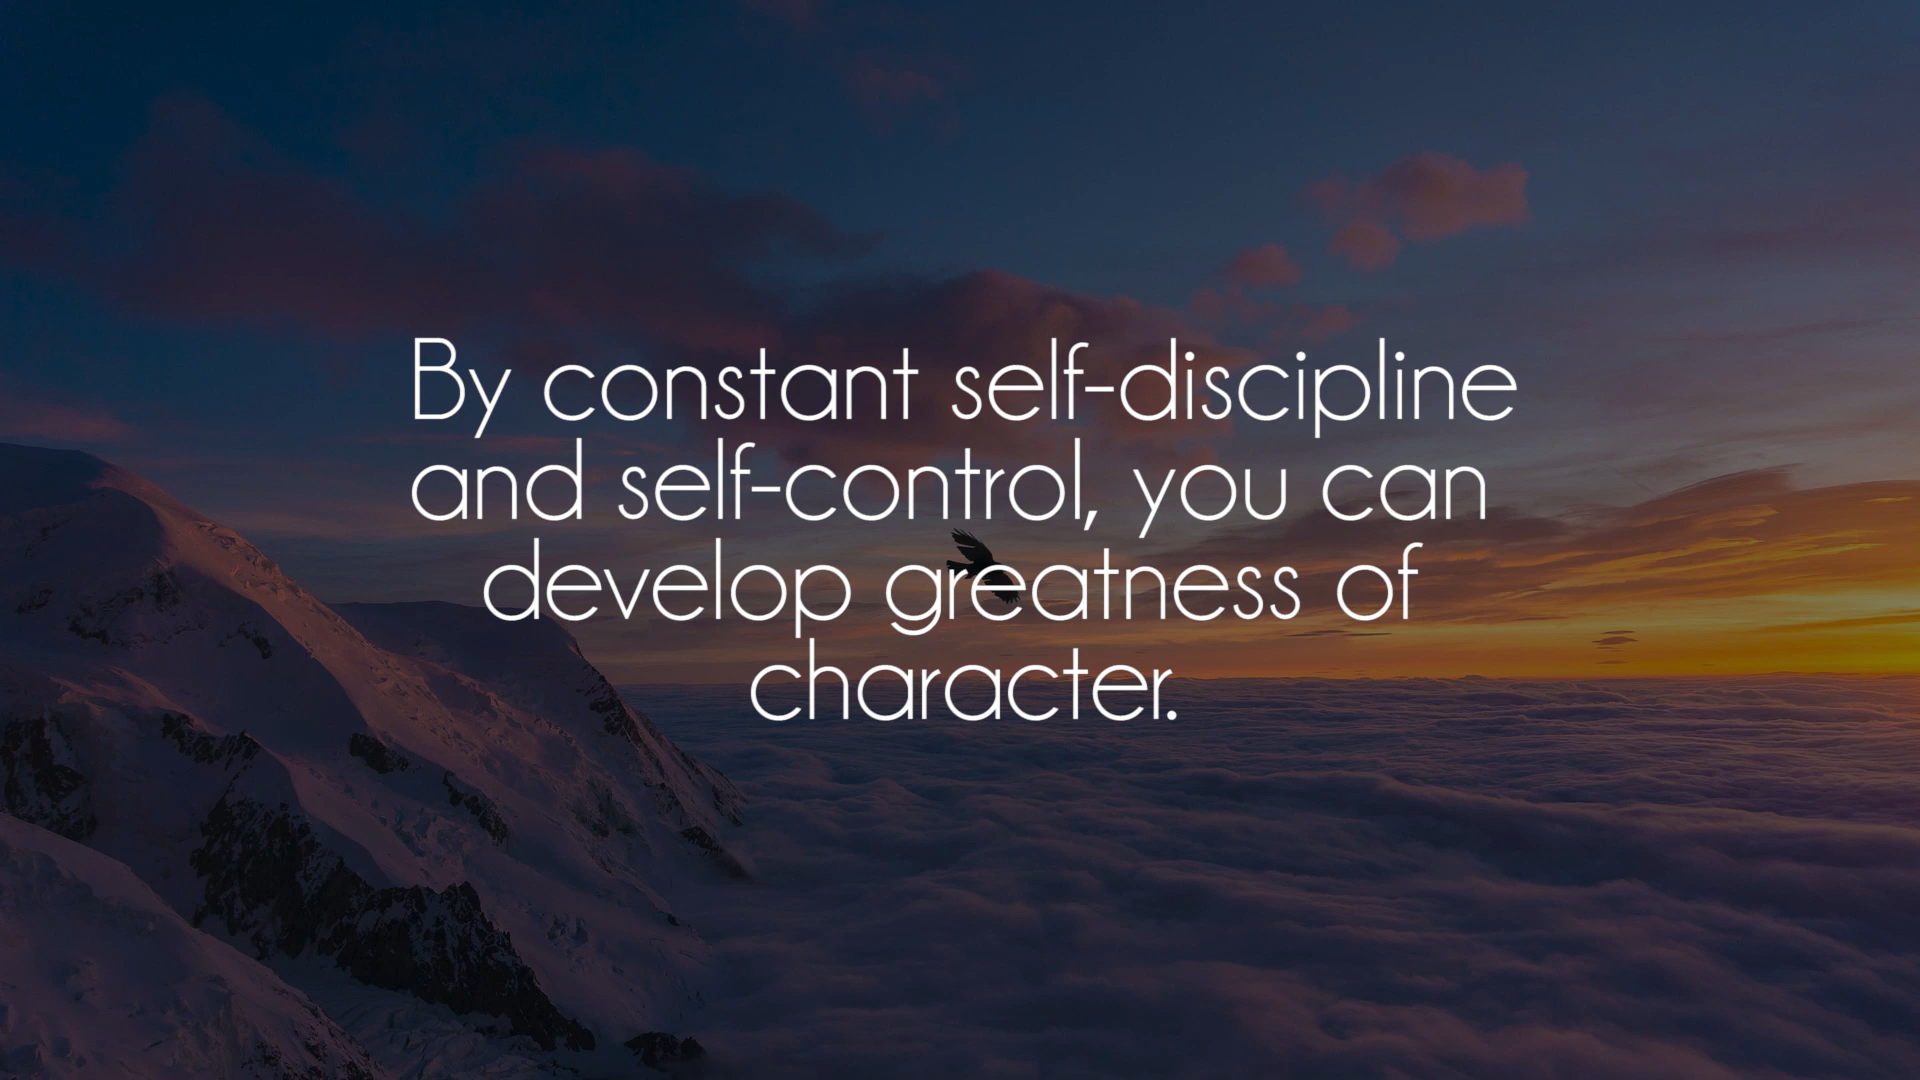 By constant self-discipline
and self-control, you can
develop greatness of
character.